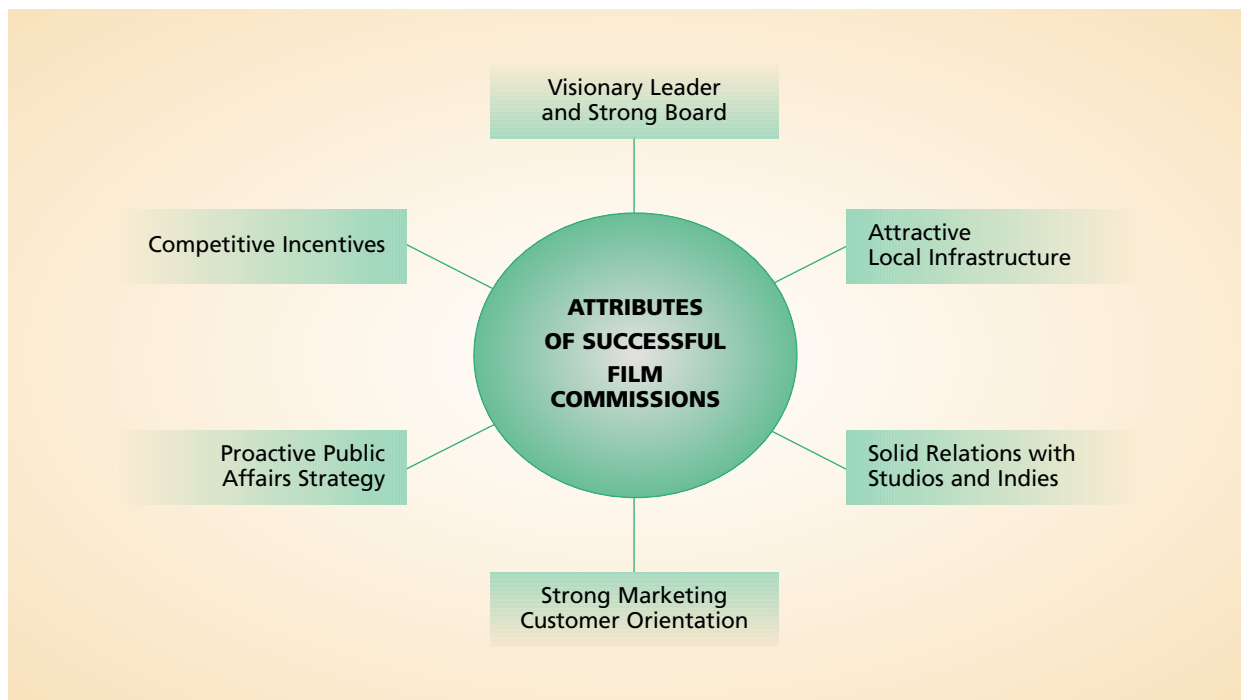 Visionary Leader
and Strong Board
Competitive Incentives
Attractive
Local Infrastructure
ATTRIBUTES
OF SUCCESSFUL
FILM
COMMISSIONS
Proactive Public
Affairs Strategy
Solid Relations with
Studios and Indies
Strong Marketing
Customer Orientation